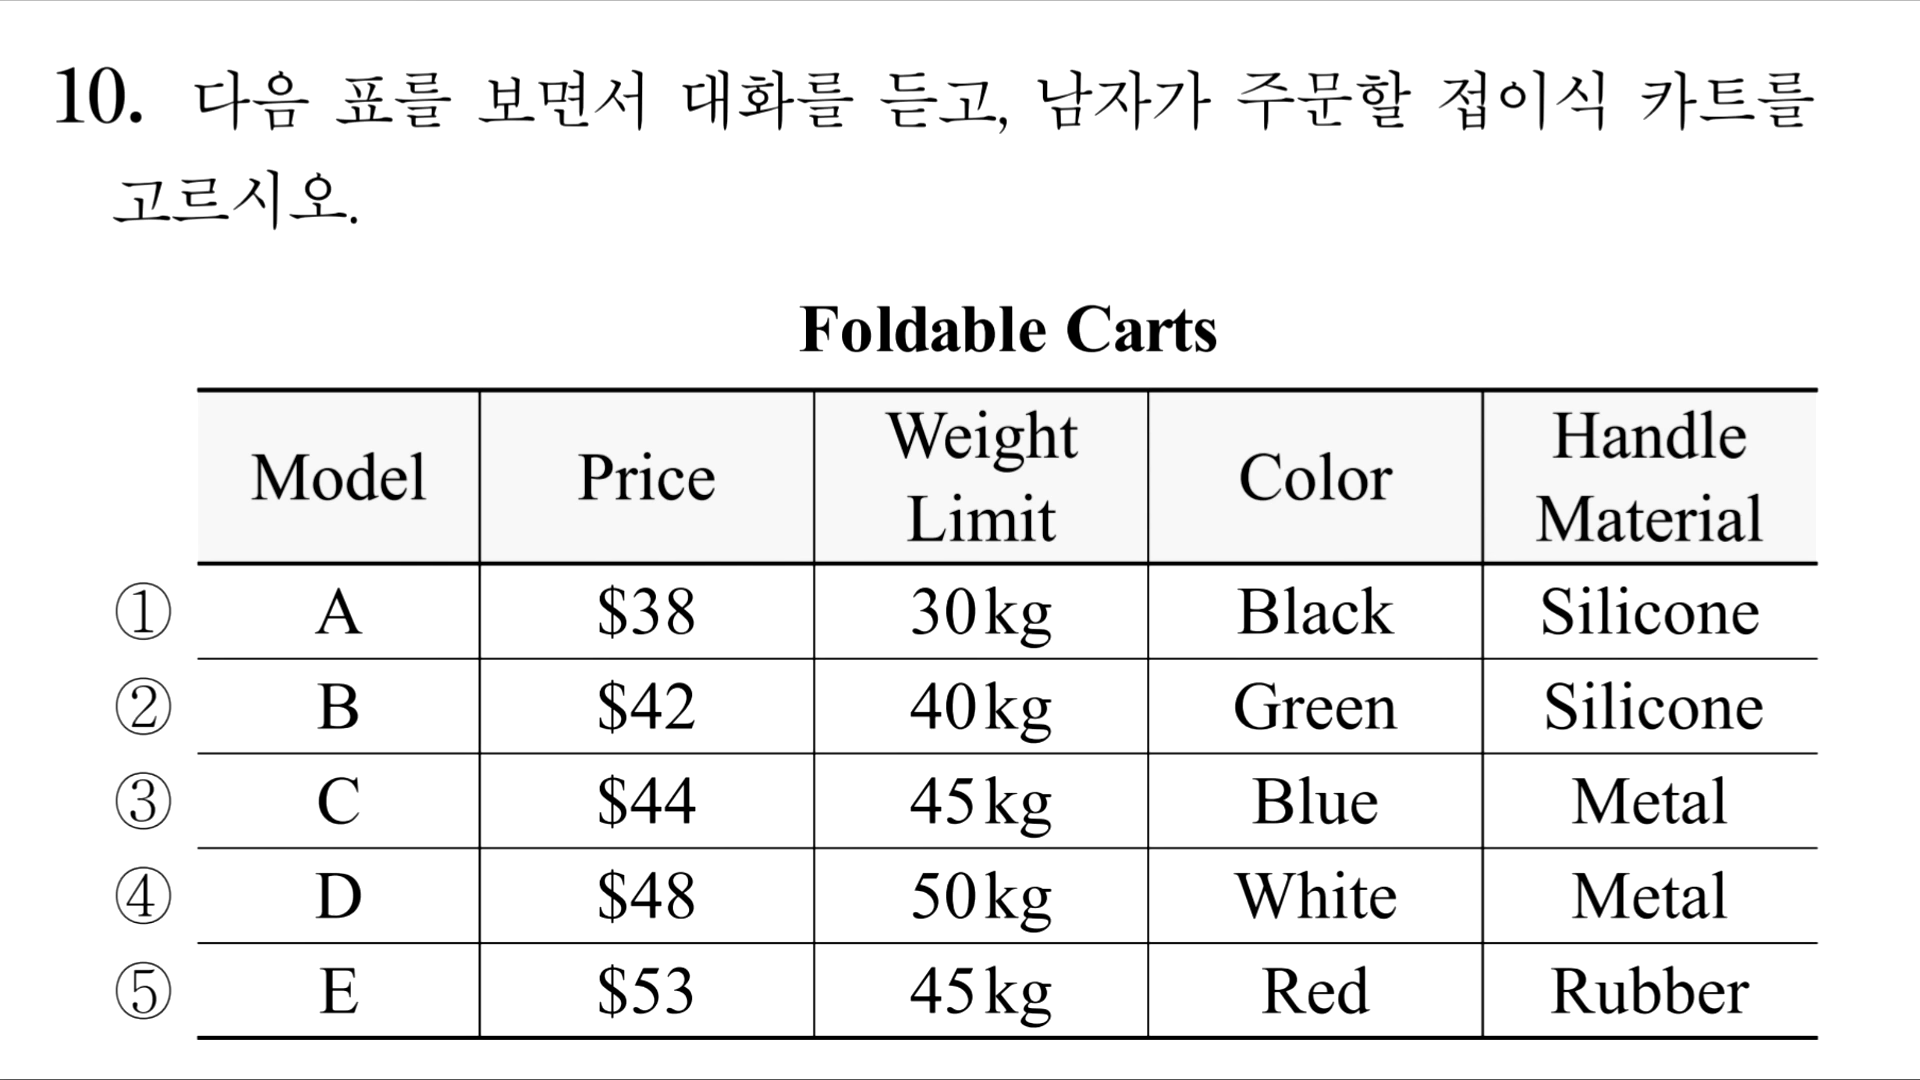 10. 다음 표를 보면서 대화를 듣고, 남자가 주문할 접이식 카트를
고르시오.
Foldable Carts
Model Price Weight Limit Color Handle Material
① A $38 30kg Black Silicone
② B $42 40kg Green Silicone
③ C $44 45kg Blue Metal
④ D $48 50kg White Metal
⑤ E $53 45kg Red Rubber